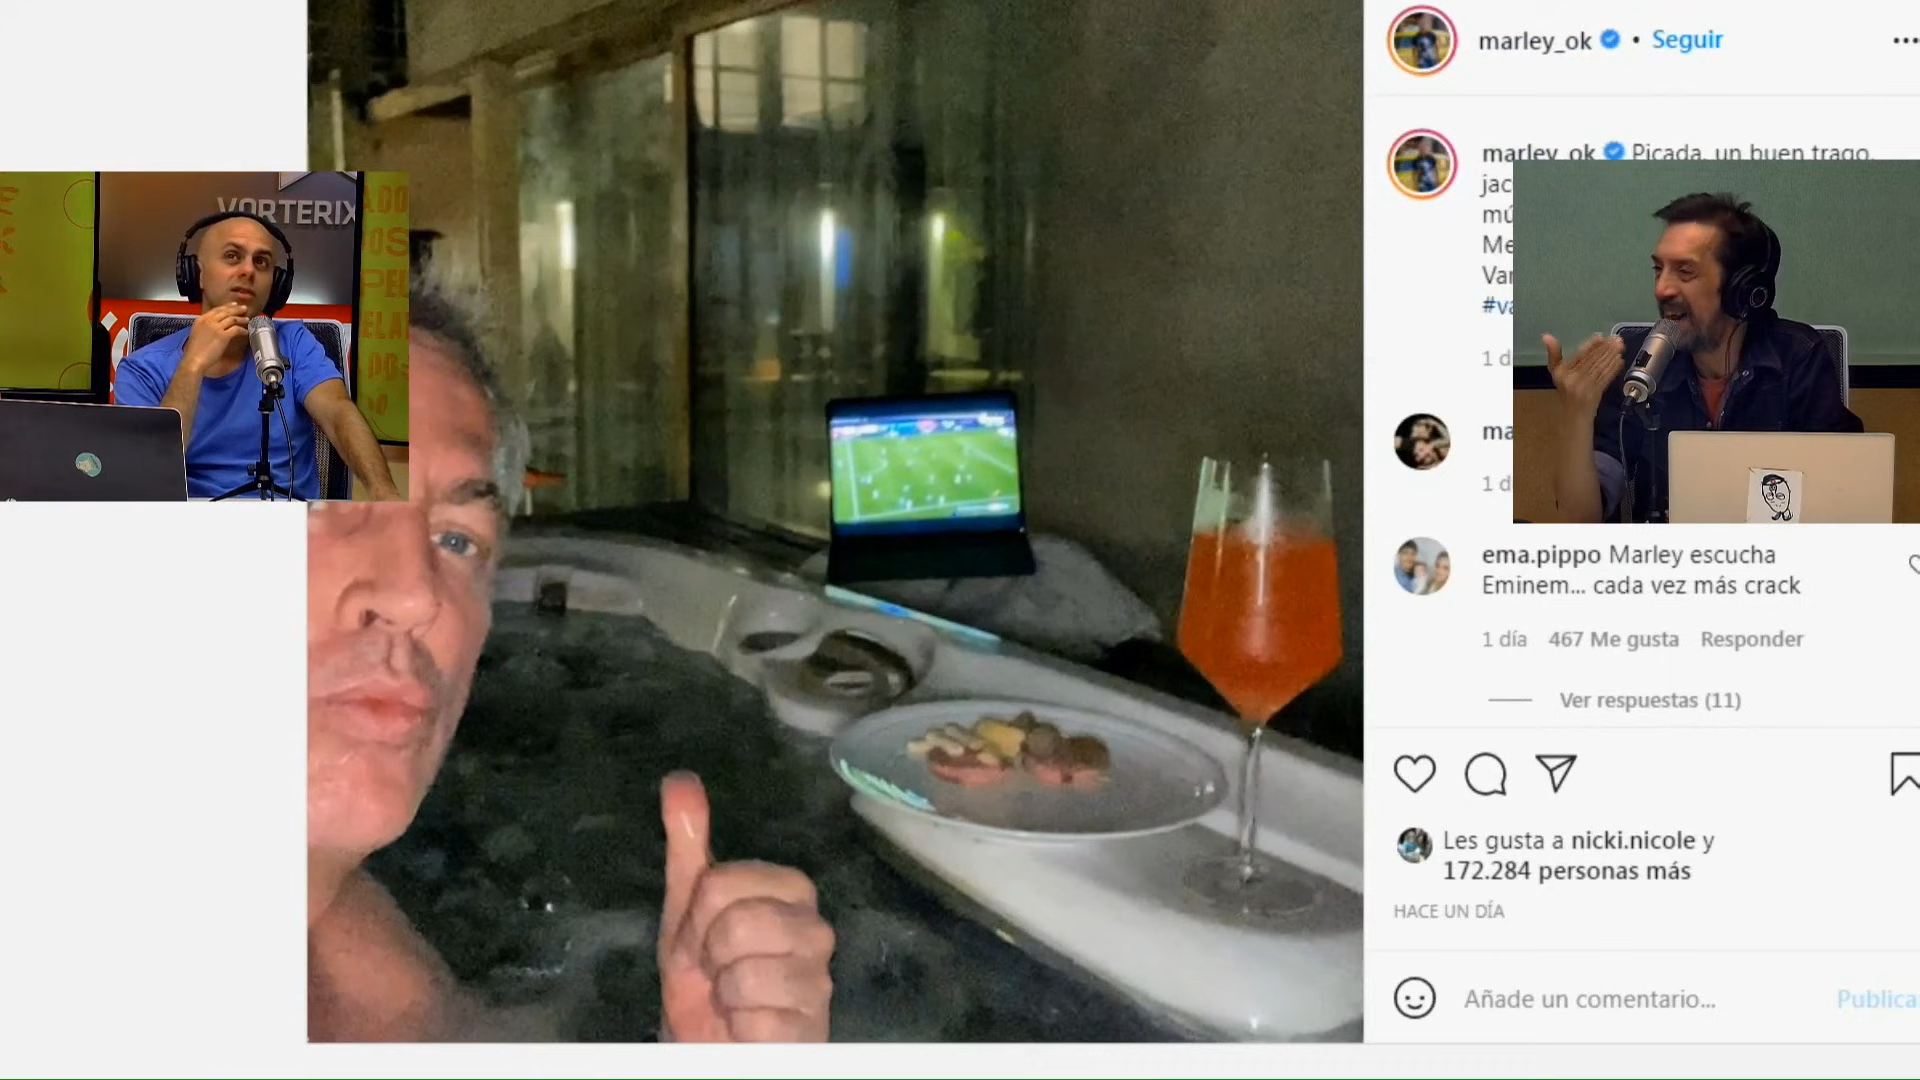 marley_ok • Seguir
marley_ok Picada, un buen trago,
jac
mú
Me
Var
#va
1 d
ma
1 d
ema.pippo Marley escucha
Eminem... cada vez más crack
1 día 467 Me gusta Responder
Ver respuestas (11)
Les gusta a nicki.nicole y
172.284 personas más
HACE UN DÍA
Añade un comentario...
Publica
VORTERIX